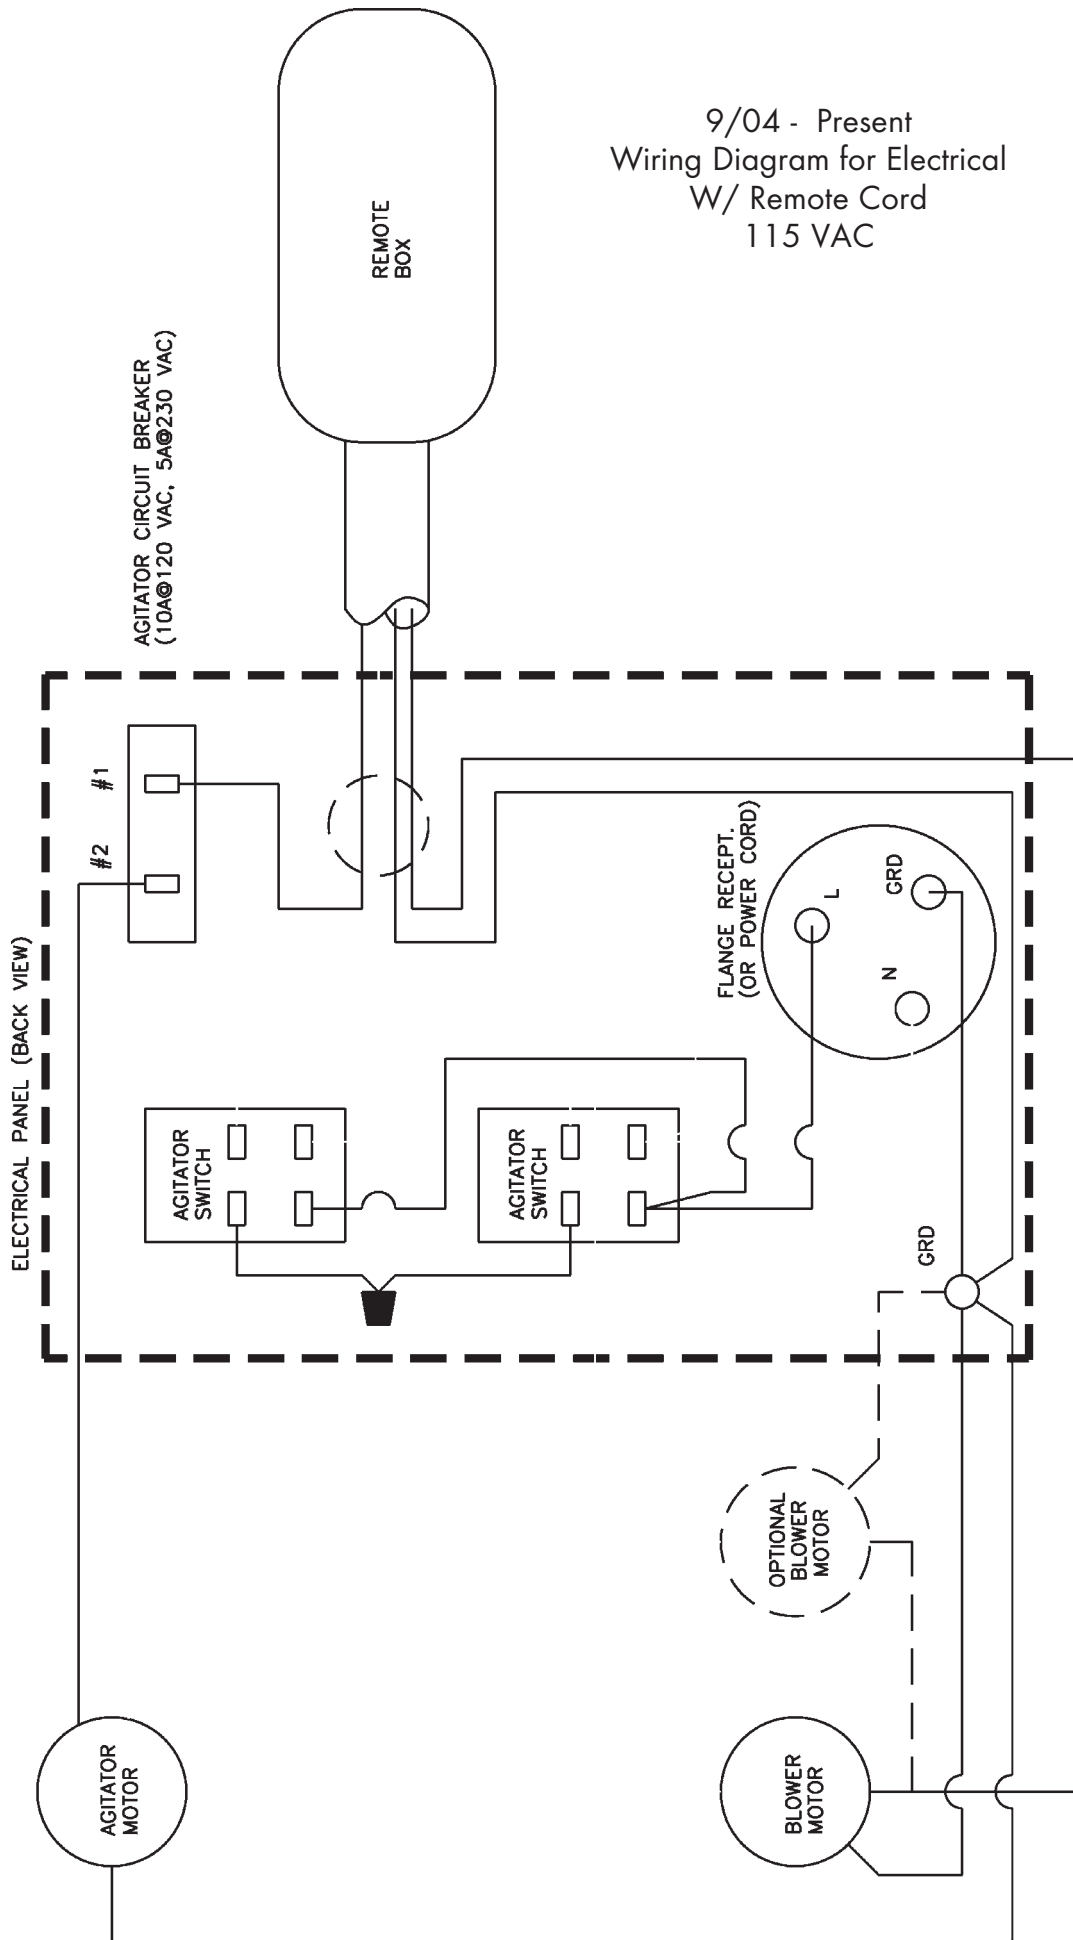 9/04 - Present
Wiring Diagram for Electrical
W/ Remote Cord
115 VAC
REMOTE
BOX
AGITATOR CIRCUIT BREAKER
(10A@120 VAC, 5A@230 VAC)
ELECTRICAL PANEL (BACK VIEW)
#1
#2
FLANGE RECEPT.
(OR POWER CORD)
L
GRD
N
AGITATOR
SWITCH
AGITATOR
SWITCH
GRD
OPTIONAL
BLOWER
MOTOR
AGITATOR
MOTOR
BLOWER
MOTOR